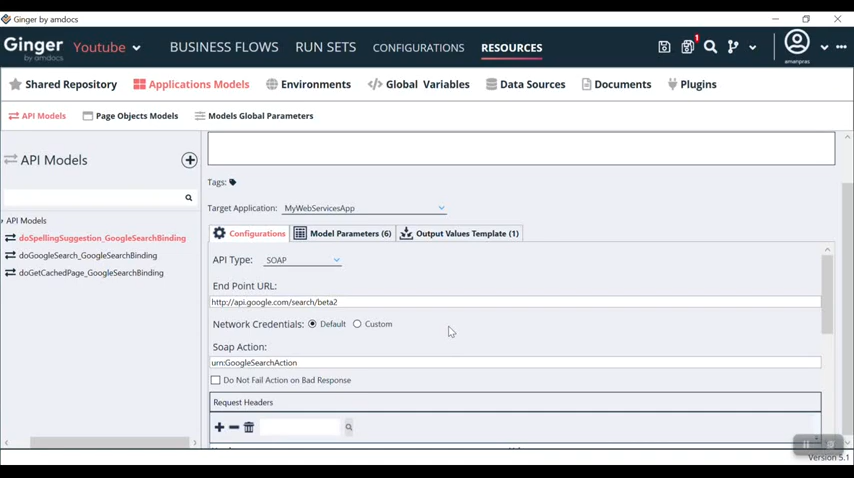 Ginger by amdocs
Ginger
by amdocs
Youtube
BUSINESS FLOWS
RUN SETS
CONFIGURATIONS
RESOURCES
1
amanpras
Shared Repository
Applications Models
Environments
Global Variables
Data Sources
Documents
Plugins
API Models
Page Objects Models
Models Global Parameters
API Models
API Models
doSpellingSuggestion_GoogleSearchBinding
doGoogleSearch_GoogleSearchBinding
doGetCachedPage_GoogleSearchBinding
Tags:
Target Application: MyWebServicesApp
Configurations
Model Parameters (6)
Output Values Template (1)
API Type: SOAP
End Point URL:
http://api.google.com/search/beta2
Network Credentials: Default Custom
Soap Action:
urn:GoogleSearchAction
Do Not Fail Action on Bad Response
Request Headers
Version 5.1